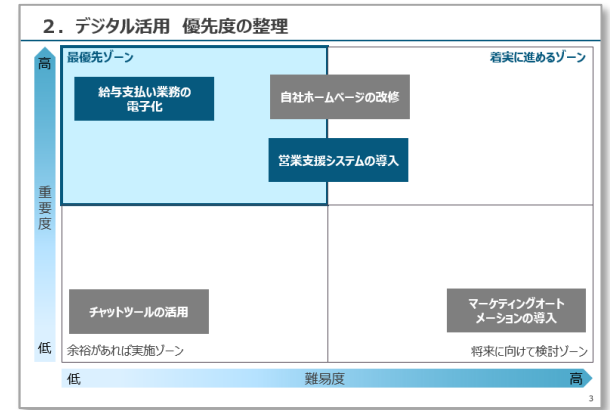 2. デジタル活用 優先度の整理
高
最優先ゾーン
着実に進めるゾーン
給与支払い業務の
電子化
自社ホームページの改修
営業支援システムの導入
重要度
チャットツールの活用
マーケティングオート
メーションの導入
低
余裕があれば実施ゾーン
将来に向けて検討ゾーン
低
難易度
高
3